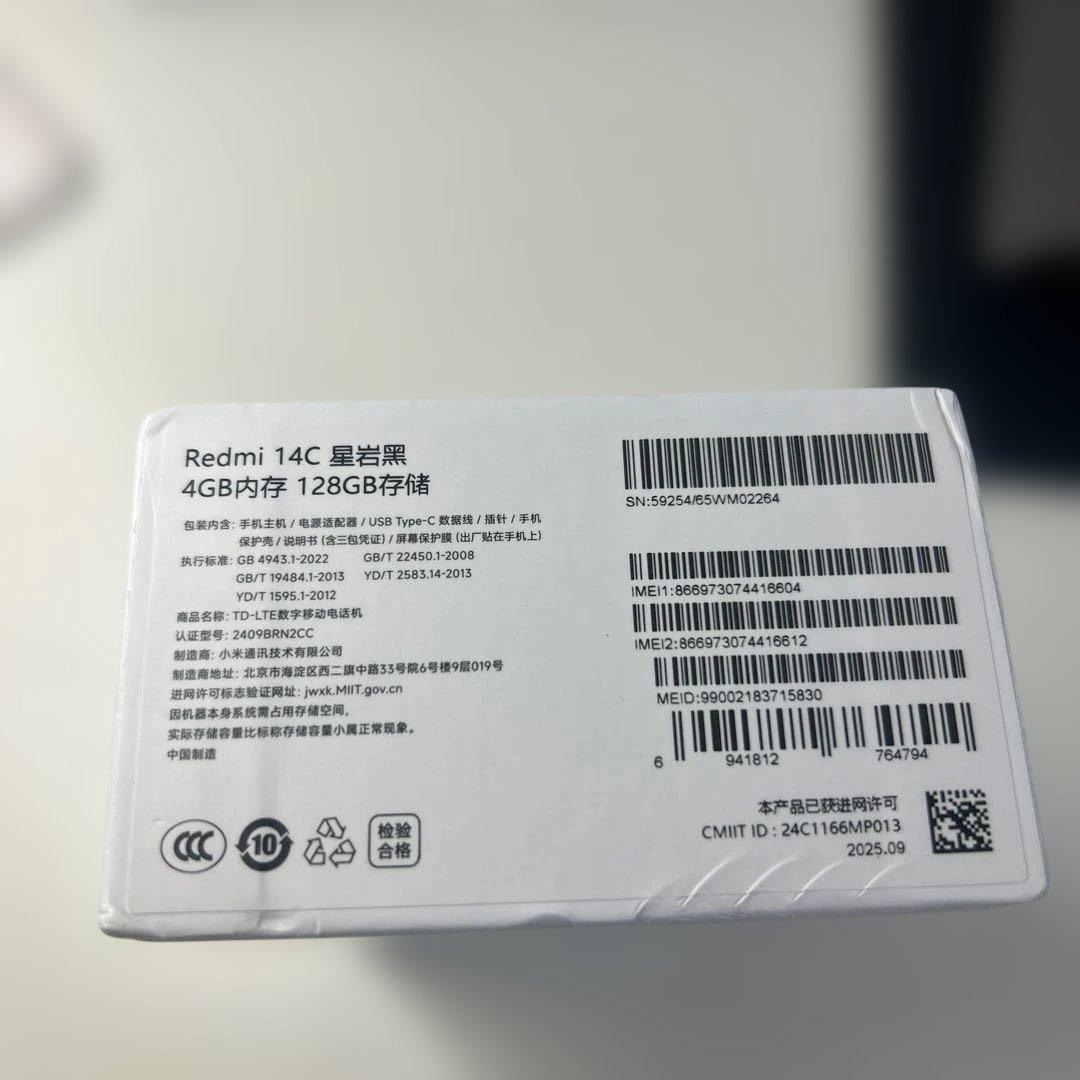 Redmi 14C 星岩黑
4GB内存 128GB存储
包装内含: 手机主机 / 电源适配器 / USB Type-C 数据线 / 插针 / 手机
保护壳 / 说明书 (含三包凭证) / 屏幕保护膜 (出厂贴在手机上)
执行标准: GB 4943.1-2022 GB/T 22450.1-2008
GB/T 19484.1-2013 YD/T 2583.14-2013
YD/T 1595.1-2012
商品名称: TD-LTE数字移动电话机
认证型号: 2409BRN2CC
制造商: 小米通讯技术有限公司
制造商地址: 北京市海淀区西二旗中路33号院6号楼9层019号
进网许可标志验证网址: jwxk.MIIT.gov.cn
因机器本身系统需占用存储空间,
实际存储容量比标称存储容量小属正常现象。
中国制造
CCC
10
检验
合格
SN:59254/65WM02264
IMEI1:866973074416604
IMEI2:866973074416612
MEID:99002183715830
6 941812 764794
本产品已获进网许可
CMIIT ID : 24C1166MP013
2025.09